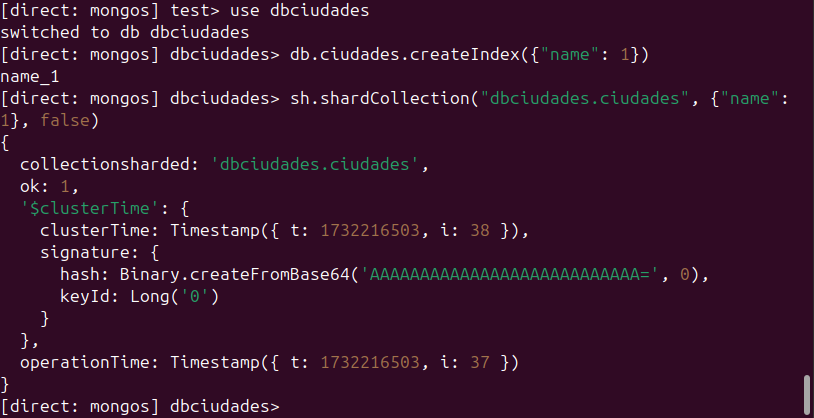 [direct: mongos] test> use dbciudades
switched to db dbciudades
[direct: mongos] dbciudades> db.ciudades.createIndex({"name": 1})
name_1
[direct: mongos] dbciudades> sh.shardCollection("dbciudades.ciudades", {"name":
1}, false)
{
  collectionsharded: 'dbciudades.ciudades',
  ok: 1,
  '$clusterTime': {
    clusterTime: Timestamp({ t: 1732216503, i: 38 }),
    signature: {
      hash: Binary.createFromBase64('AAAAAAAAAAAAAAAAAAAAAAAAAAA=', 0),
      keyId: Long('0')
    }
  },
  operationTime: Timestamp({ t: 1732216503, i: 37 })
}
[direct: mongos] dbciudades>